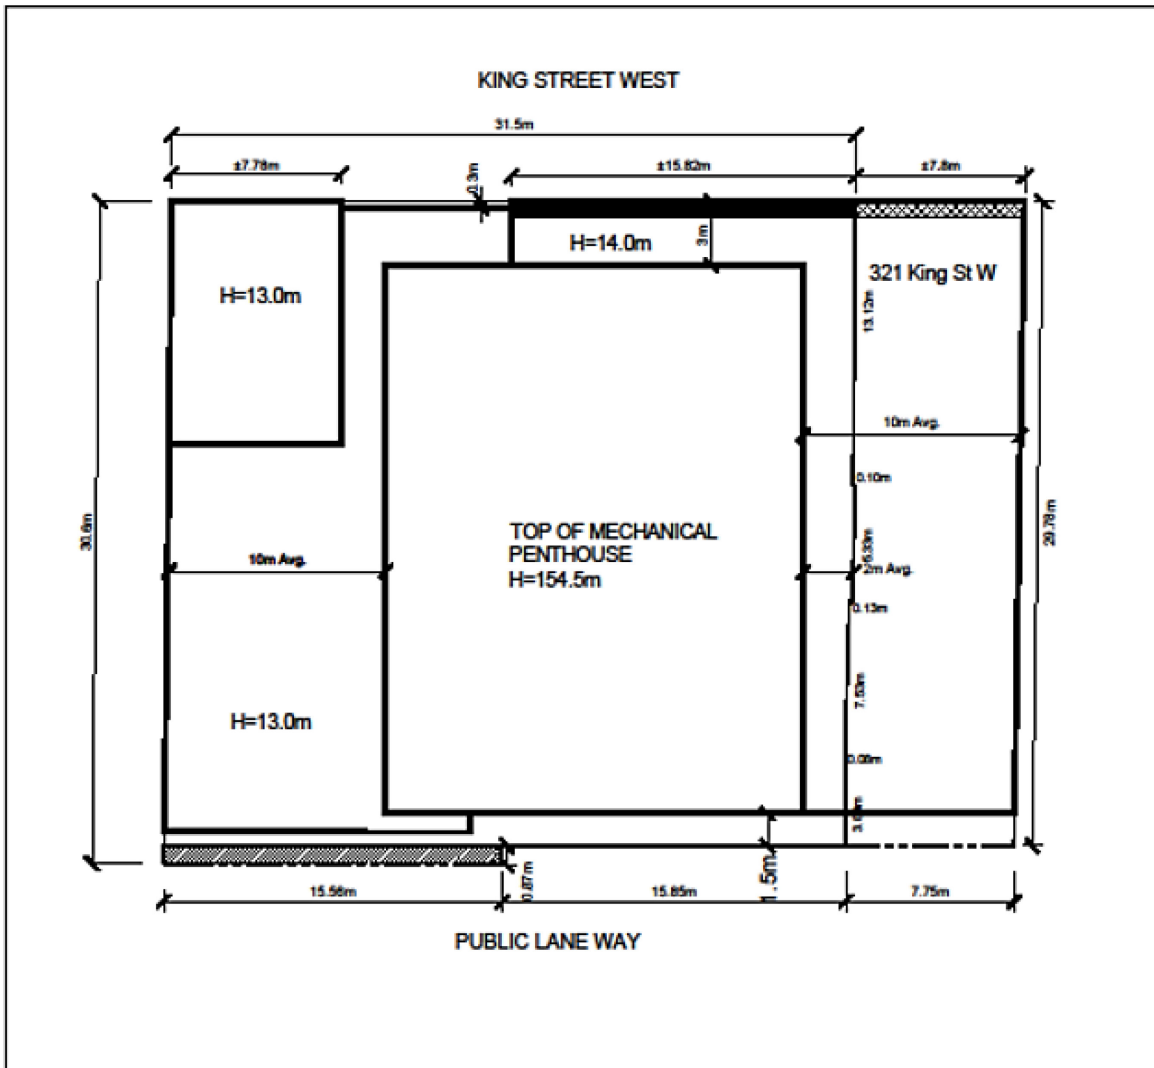 KING STREET WEST
31.5m
±7.78m
0.3m
±15.82m
±7.8m
H=14.0m
3m
321 King St W
H=13.0m
13.12m
10m Avg.
0.10m
30.6m
TOP OF MECHANICAL
PENTHOUSE
H=154.5m
29.78m
10m Avg.
2m Avg.
0.13m
7.53m
H=13.0m
0.87m
1.5m
15.56m
15.85m
7.75m
PUBLIC LANE WAY